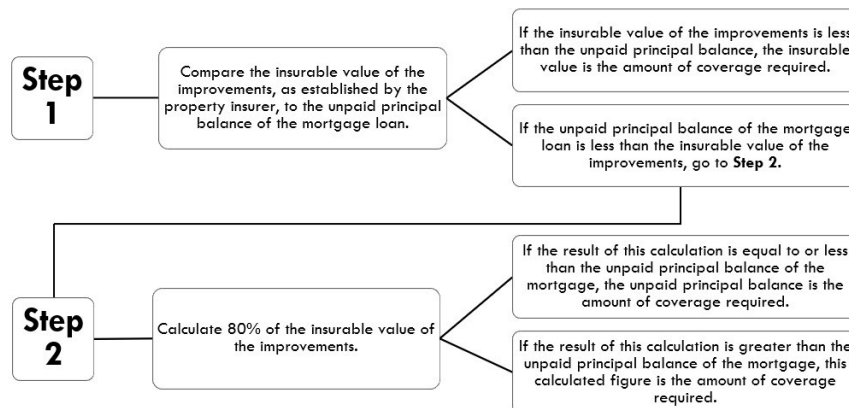 If the insurable value of the improvements is less
than the unpaid principal balance, the insurable
value is the amount of coverage required.
Step
1
Compare the insurable value of the
improvements, as established by the
property insurer, to the unpaid principal
balance of the mortgage loan.
If the unpaid principal balance of the mortgage
loan is less than the insurable value of the
improvements, go to Step 2.
If the result of this calculation is equal to or less
than the unpaid principal balance of the
mortgage, the unpaid principal balance is the
amount of coverage required.
Step
2
Calculate 80% of the insurable value of
the improvements.
If the result of this calculation is greater than the
unpaid principal balance of the mortgage, this
calculated figure is the amount of coverage
required.